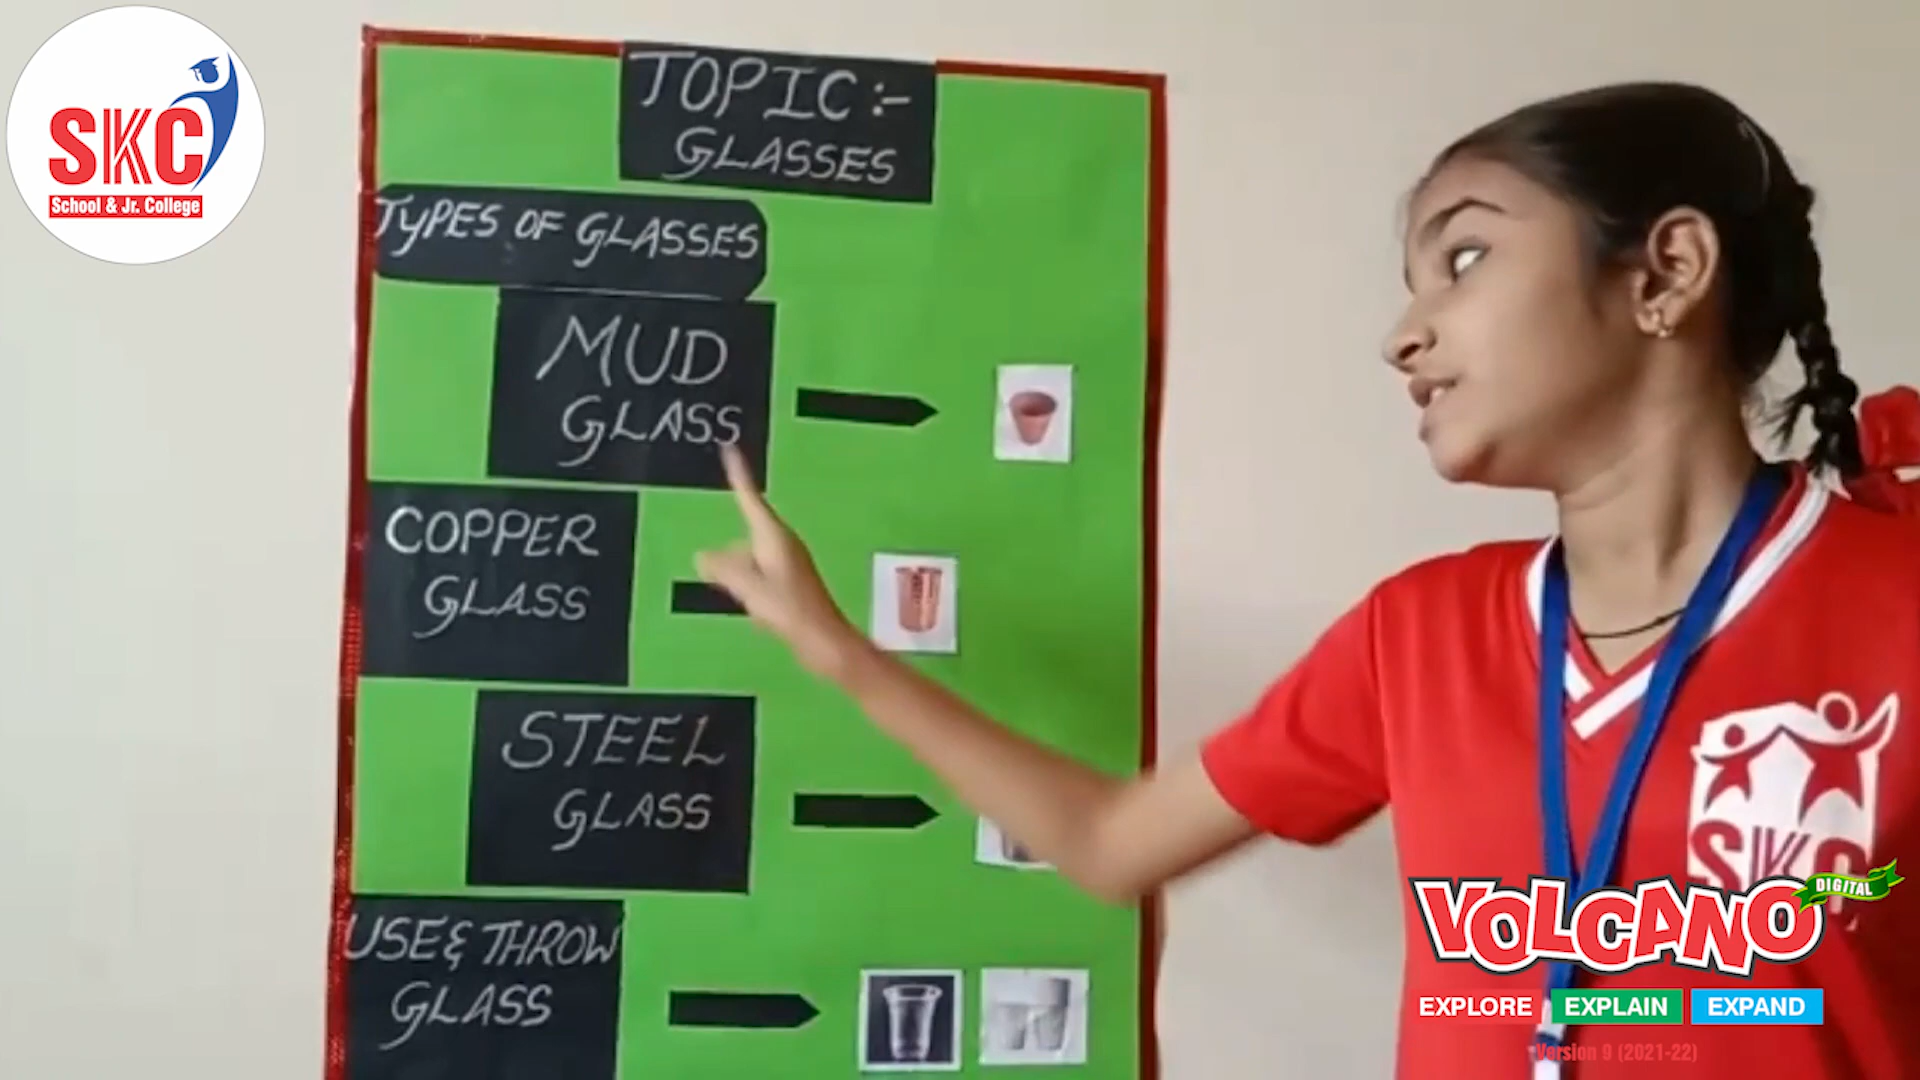 SKC
School & Jr. College
TOPIC :-
GLASSES
TYPES OF GLASSES
MUD
GLASS
COPPER
GLASS
STEEL
GLASS
USE & THROW
GLASS
SKC
VOLCANO
DIGITAL
EXPLORE EXPLAIN EXPAND
Version 9 (2021-22)